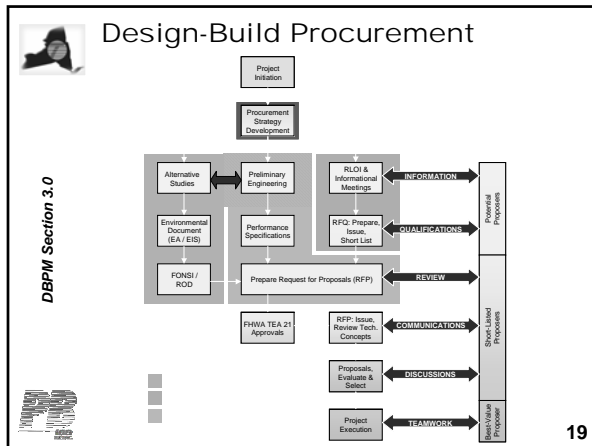 Design-Build Procurement
Project
Initiation
Procurement
Strategy
Development
DBPM Section 3.0
Alternative
Studies
Preliminary
Engineering
RLOI &
Informational
Meetings
INFORMATION
Potential
Proposers
Environmental
Document
(EA / EIS)
Performance
Specifications
RFQ: Prepare,
Issue,
Short List
QUALIFICATIONS
FONSI /
ROD
Prepare Request for Proposals (RFP)
REVIEW
Short-Listed
Proposers
FHWA TEA 21
Approvals
RFP: Issue,
Review Tech.
Concepts
COMMUNICATIONS
Proposals,
Evaluate &
Select
DISCUSSIONS
Project
Execution
TEAMWORK
Best-Value
Proposer
19